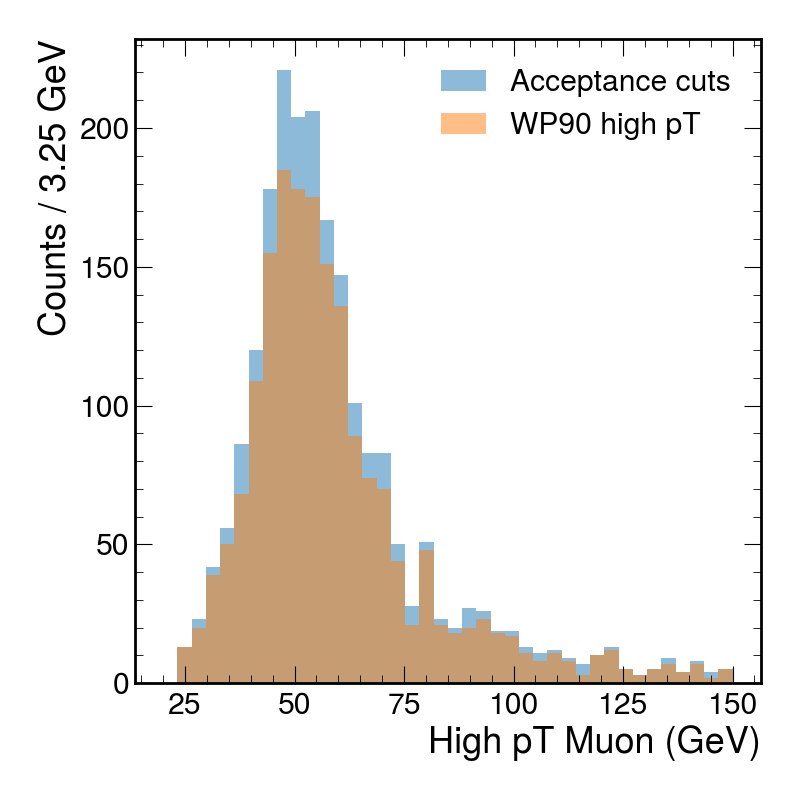 Counts / 3.25 GeV
Acceptance cuts
WP90 high pT
200
150
100
50
0
25 50 75 100 125 150
High pT Muon (GeV)